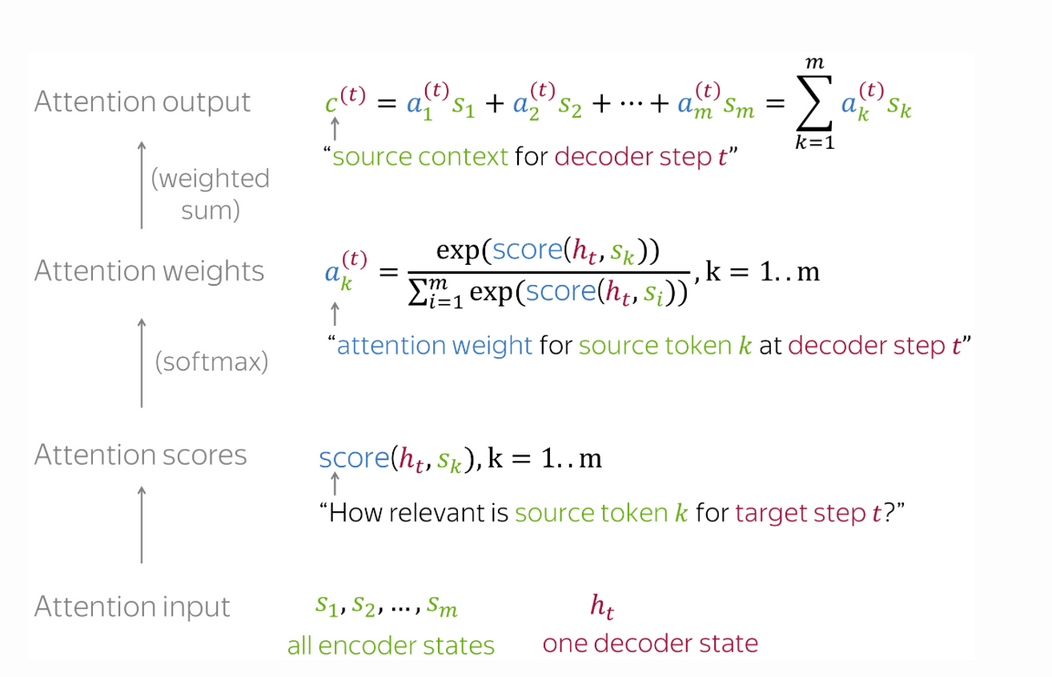 Attention output c^(t) = a_1^(t) s_1 + a_2^(t) s_2 + ⋯ + a_m^(t) s_m = ∑_{k=1}^{m} a_k^(t) s_k
↑
"source context for decoder step t"
(weighted
sum)
Attention weights a_k^(t) = exp(score(h_t, s_k)) / ∑_{i=1}^{m} exp(score(h_t, s_i)), k = 1..m
↑
"attention weight for source token k at decoder step t"
(softmax)
Attention scores score(h_t, s_k), k = 1..m
↑
"How relevant is source token k for target step t?"
Attention input s_1, s_2, …, s_m h_t
all encoder states one decoder state